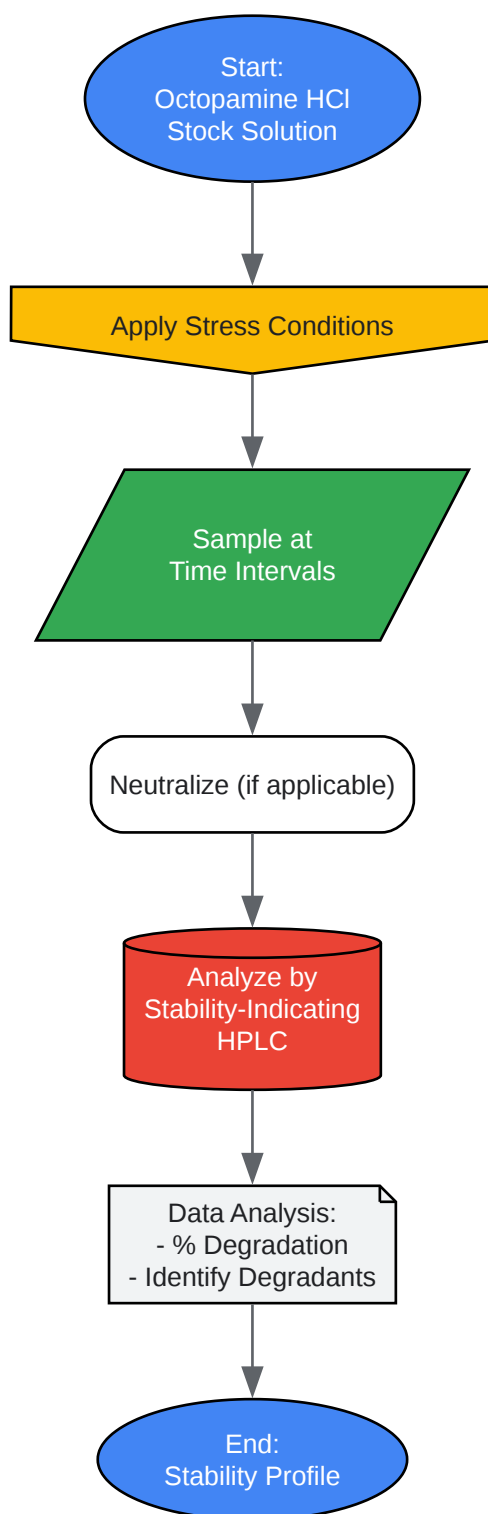 Start:
Octopamine HCl
Stock Solution
Apply Stress Conditions
Sample at
Time Intervals
Neutralize (if applicable)
Analyze by
Stability-Indicating
HPLC
Data Analysis:
- % Degradation
- Identify Degradants
End:
Stability Profile